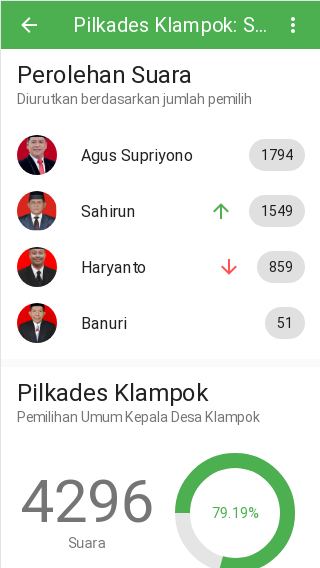 Pilkades Klampok: S...
Perolehan Suara
Diurutkan berdasarkan jumlah pemilih
Agus Supriyono 1794
Sahirun 1549
Haryanto 859
Banuri 51
Pilkades Klampok
Pemilihan Umum Kepala Desa Klampok
4296
79.19%
Suara